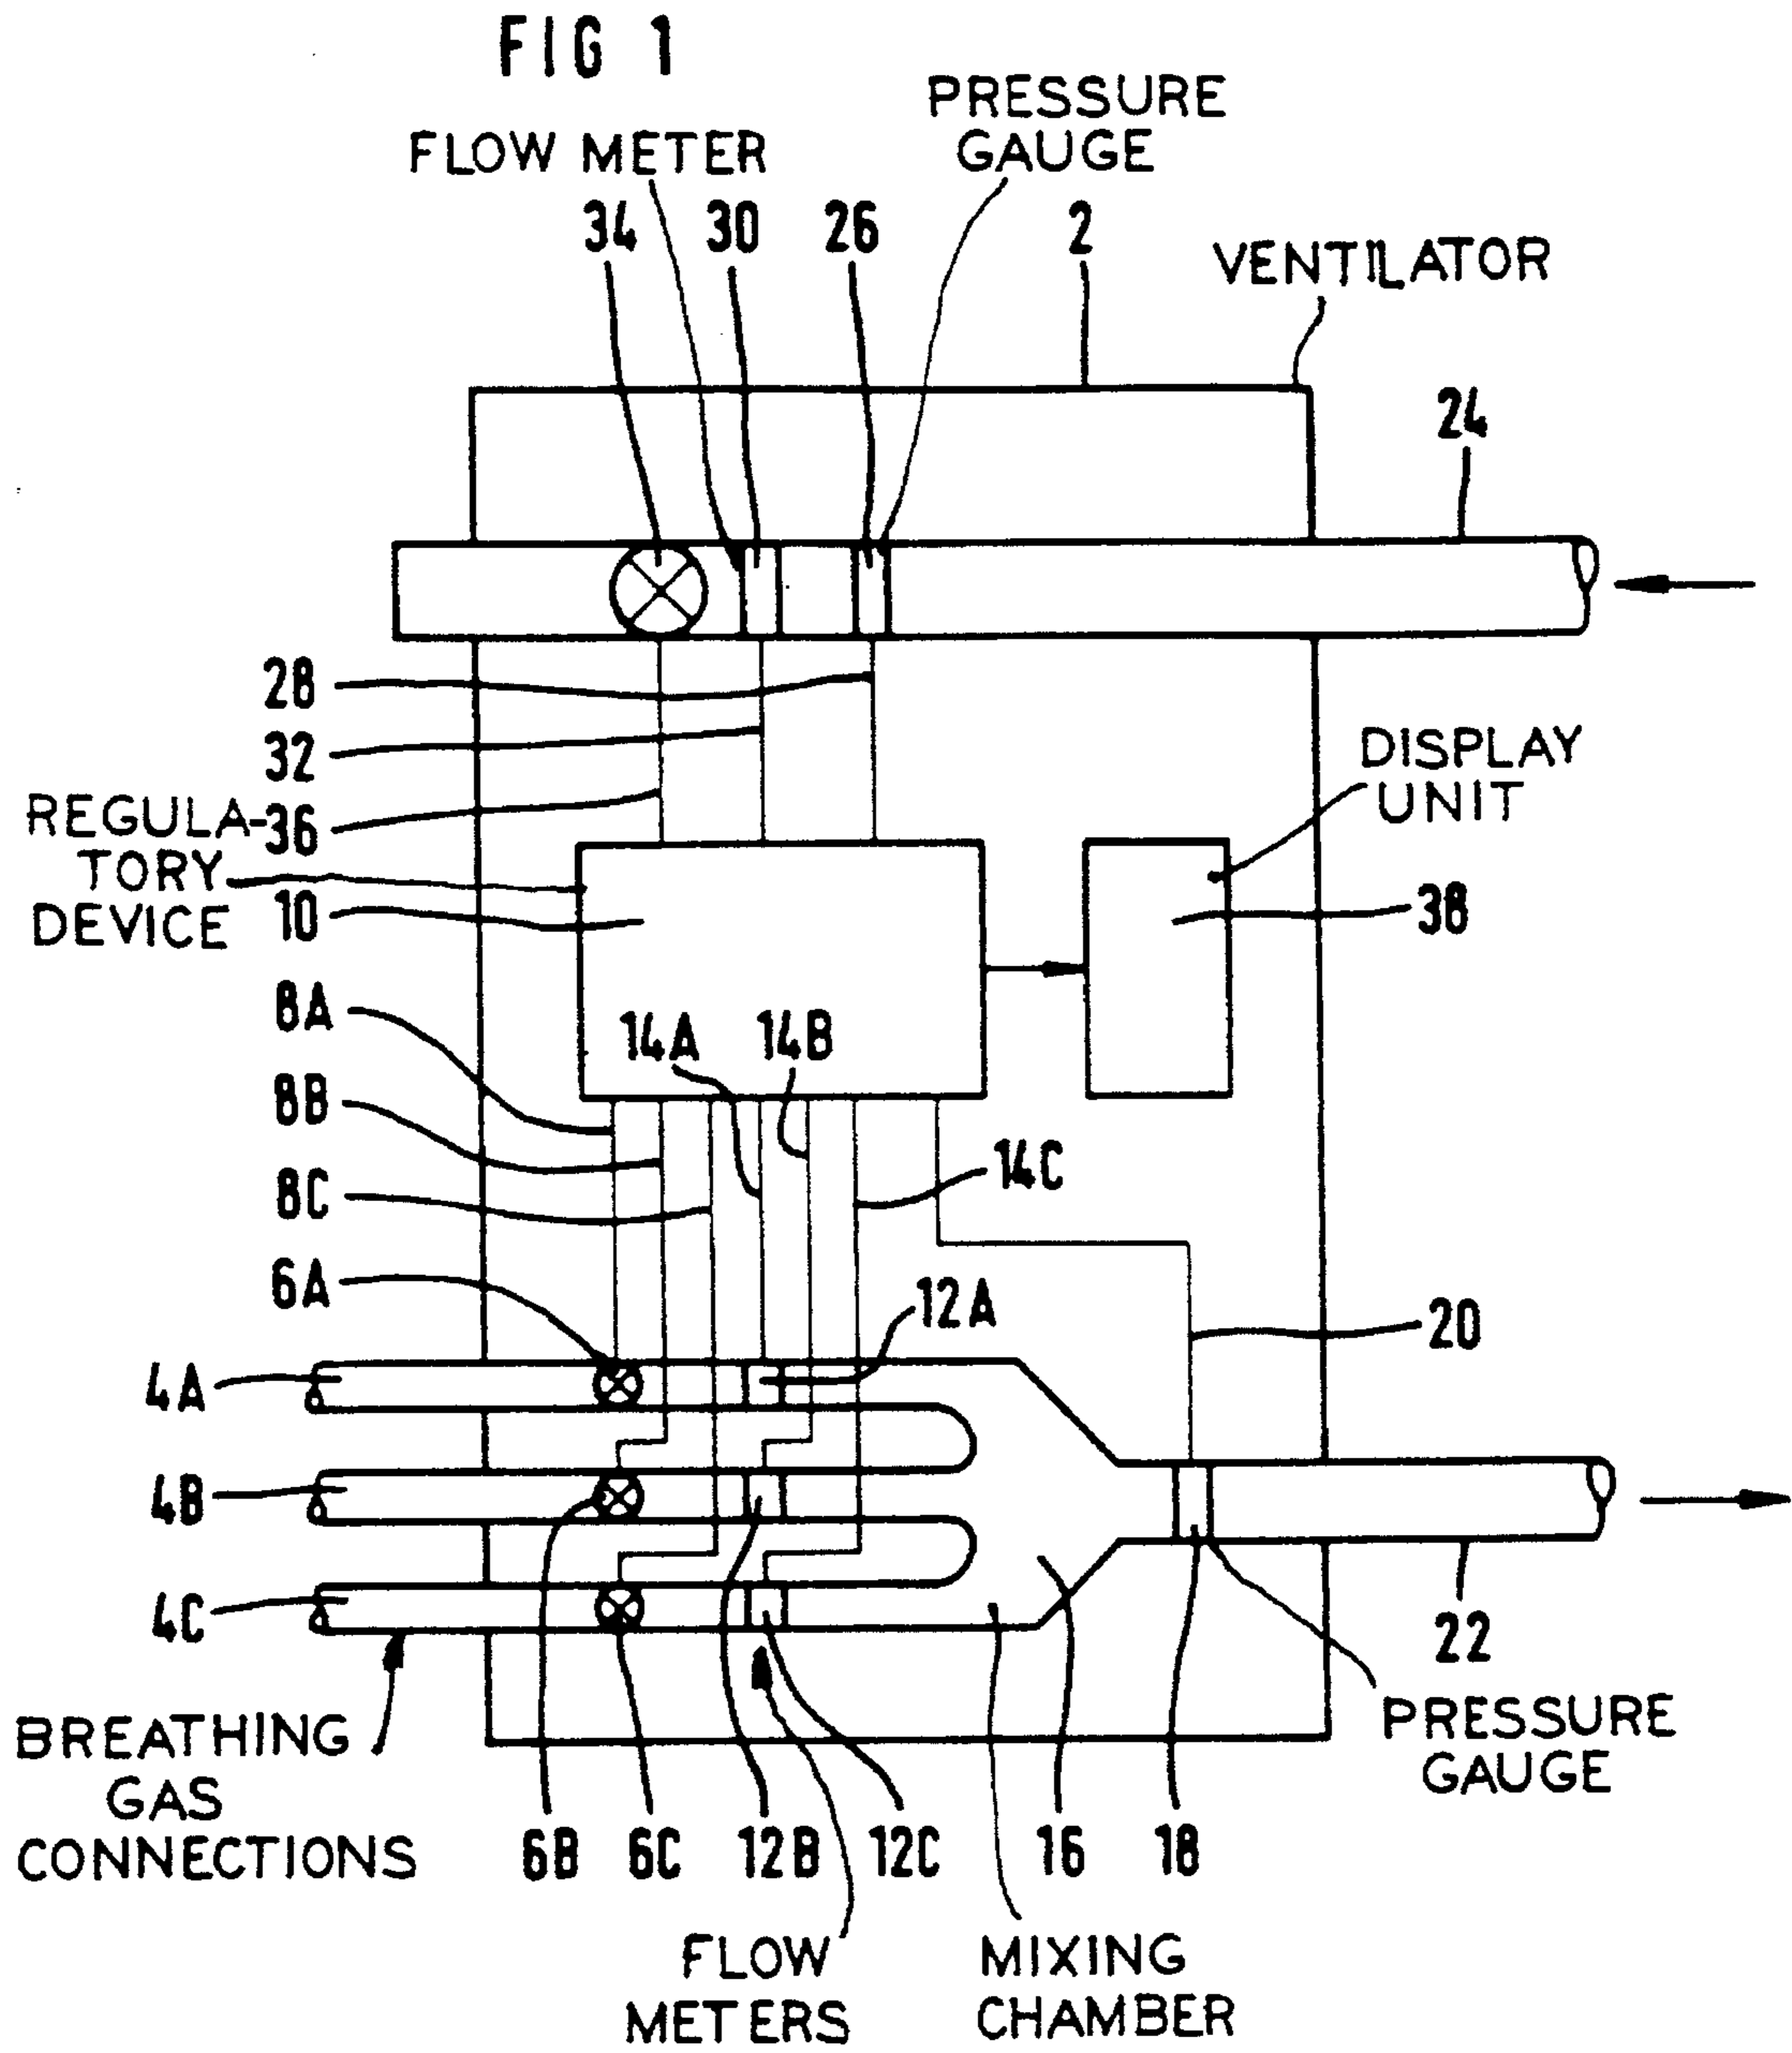 FIG 1
PRESSURE
GAUGE
FLOW METER
34
30
26
2
VENTILATOR
24
28
32
DISPLAY
UNIT
REGULA-
36
TORY
DEVICE
10
38
8A
14A
14B
8B
14C
8C
6A
12A
20
4A
4B
4C
22
BREATHING
GAS
CONNECTIONS
PRESSURE
GAUGE
6B
6C
12B
12C
16
18
FLOW
METERS
MIXING
CHAMBER